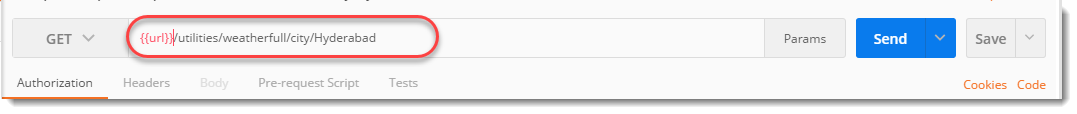 GET {{url}}/utilities/weatherfull/city/Hyderabad Params Send Save
Authorization Headers Body Pre-request Script Tests Cookies Code